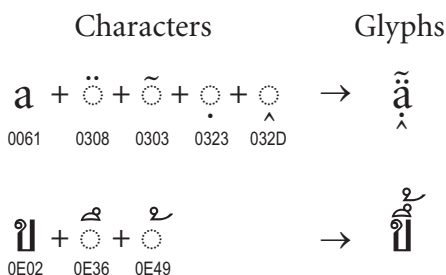 Characters Glyphs
a + ◌̈ + ◌̃ + ◌̣ + ◌̭ → ạ̭̈̃
0061 0308 0303 0323 032D
ข + ◌ึ + ◌้ → ขึ้
0E02 0E36 0E49